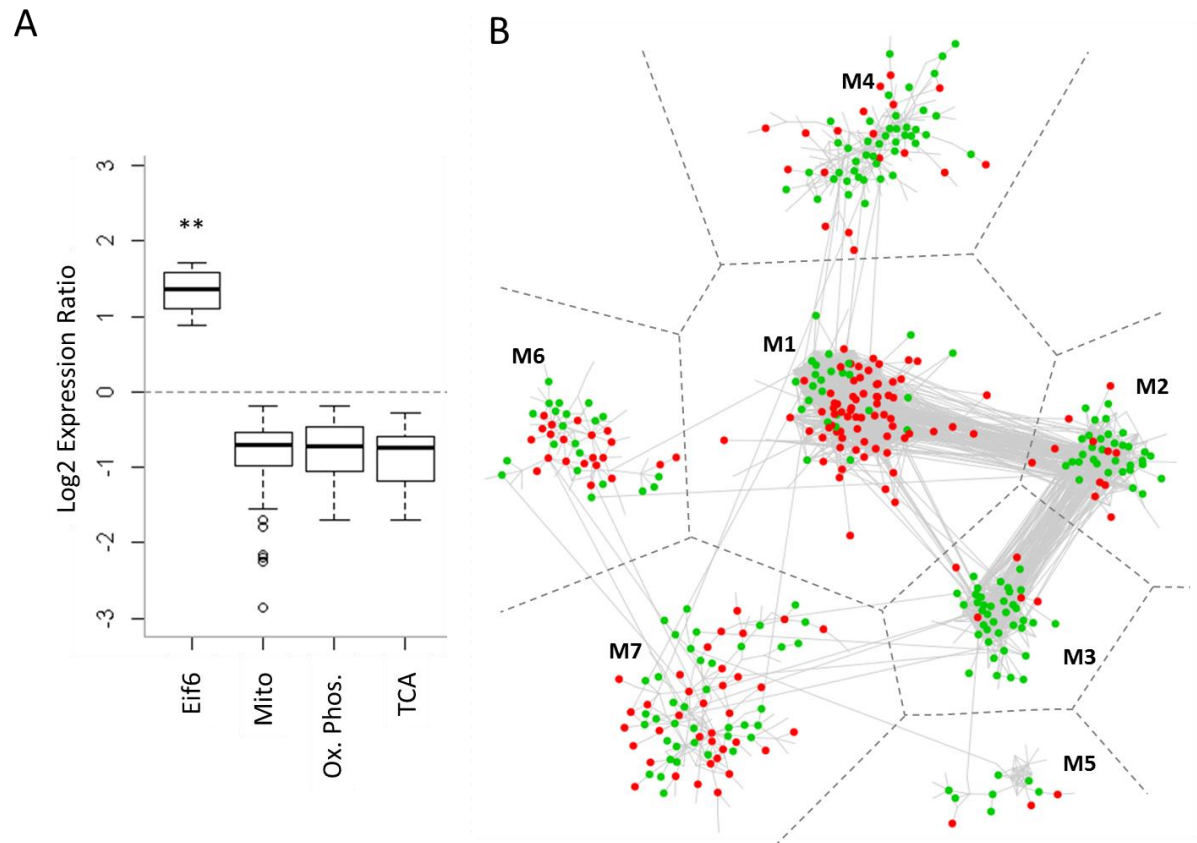 A
B
**
3
2
1
0
-1
-2
-3
Log2 Expression Ratio
Eif6
Mito
Ox. Phos.
TCA
M4
M1
M6
M2
M7
M3
M5